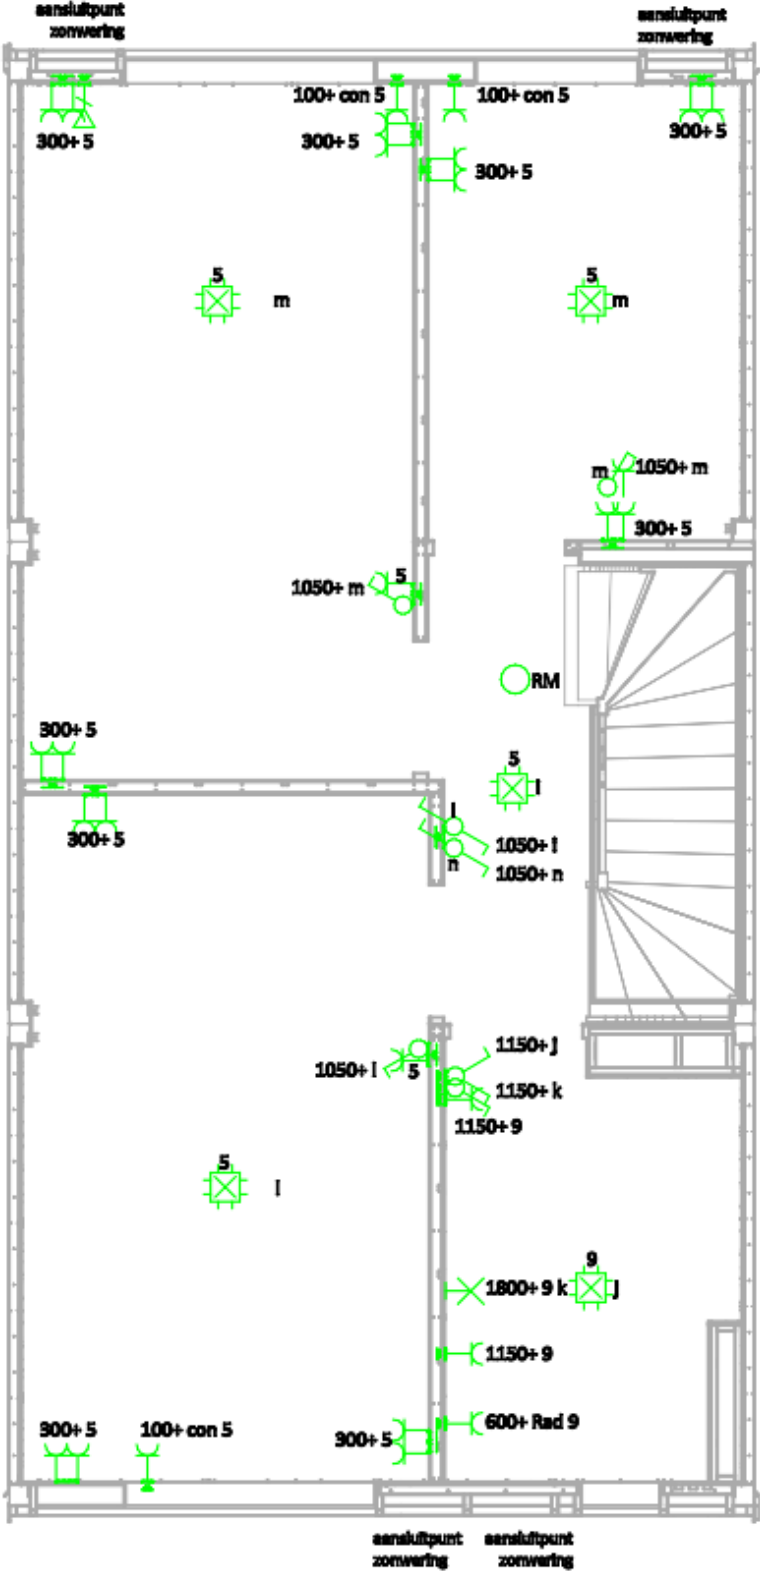 aansluitpunt
zonwering
aansluitpunt
zonwering
100+ con 5
100+ con 5
300+ 5
300+ 5
300+ 5
300+ 5
5
m
5
m
m
1050+ m
300+ 5
5
1050+ m
RM
300+ 5
5
l
300+ 5
l
1050+ l
n
1050+ n
1150+ j
1050+ l
5
1150+ k
1150+ 9
5
l
9
1800+ 9 k
j
1150+ 9
300+ 5
100+ con 5
300+ 5
600+ Rad 9
aansluitpunt
zonwering
aansluitpunt
zonwering